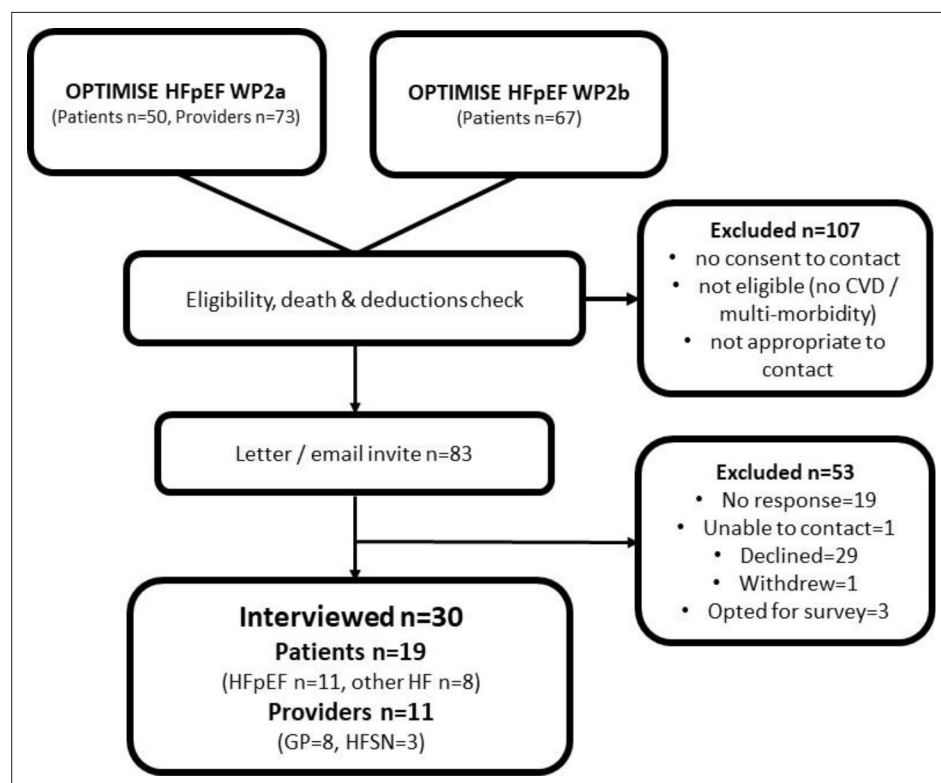 OPTIMISE HFpEF WP2a
(Patients n=50, Providers n=73)
OPTIMISE HFpEF WP2b
(Patients n=67)
Eligibility, death & deductions check
Excluded n=107
• no consent to contact
• not eligible (no CVD /
multi-morbidity)
• not appropriate to
contact
Letter / email invite n=83
Excluded n=53
• No response=19
• Unable to contact=1
• Declined=29
• Withdrew=1
• Opted for survey=3
Interviewed n=30
Patients n=19
(HFpEF n=11, other HF n=8)
Providers n=11
(GP=8, HFSN=3)